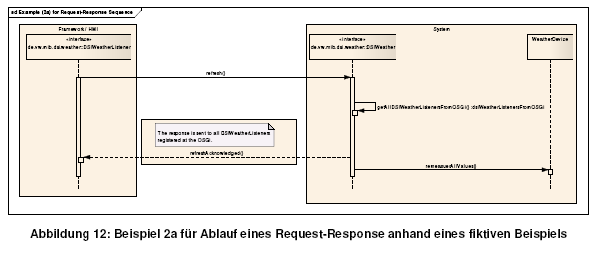 sd Example (2a) for Request-Response Sequence
Framework / HMI
«interface»
de.vw.mib.dsi.weather::DSIWeatherListener
System
«interface»
de.vw.mib.dsi.weather::DSIWeather
WeatherDevice
refresh()
getAllDSIWeatherListenersFromOSGi() :dsiWeatherListenersFromOSGi
The response is sent to all DSIWeatherListeners
registered at the OSGi.
refreshAcknowledged()
remeasureAllValues()
Abbildung 12: Beispiel 2a für Ablauf eines Request-Response anhand eines fiktiven Beispiels